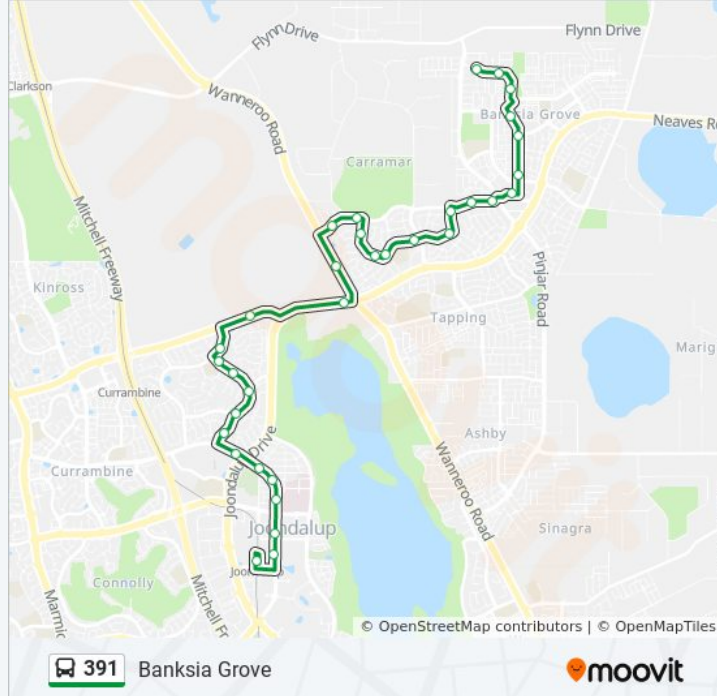 Flynn Drive
Flynn Drive
Clarkson
Wanneroo Road
Banksia Grove
Neaves R
Carramar
Mitchell Freeway
Kinross
Pinjar Road
Tapping
Marig
Currambine
Ashby
Joondalup Drive
Currambine
Wanneroo Road
Sinagra
Joondalup
Joondalup
Connolly
Mitchell Fr
Marmio
© OpenStreetMap contributors | © OpenMapTiles
391 Banksia Grove
moovit